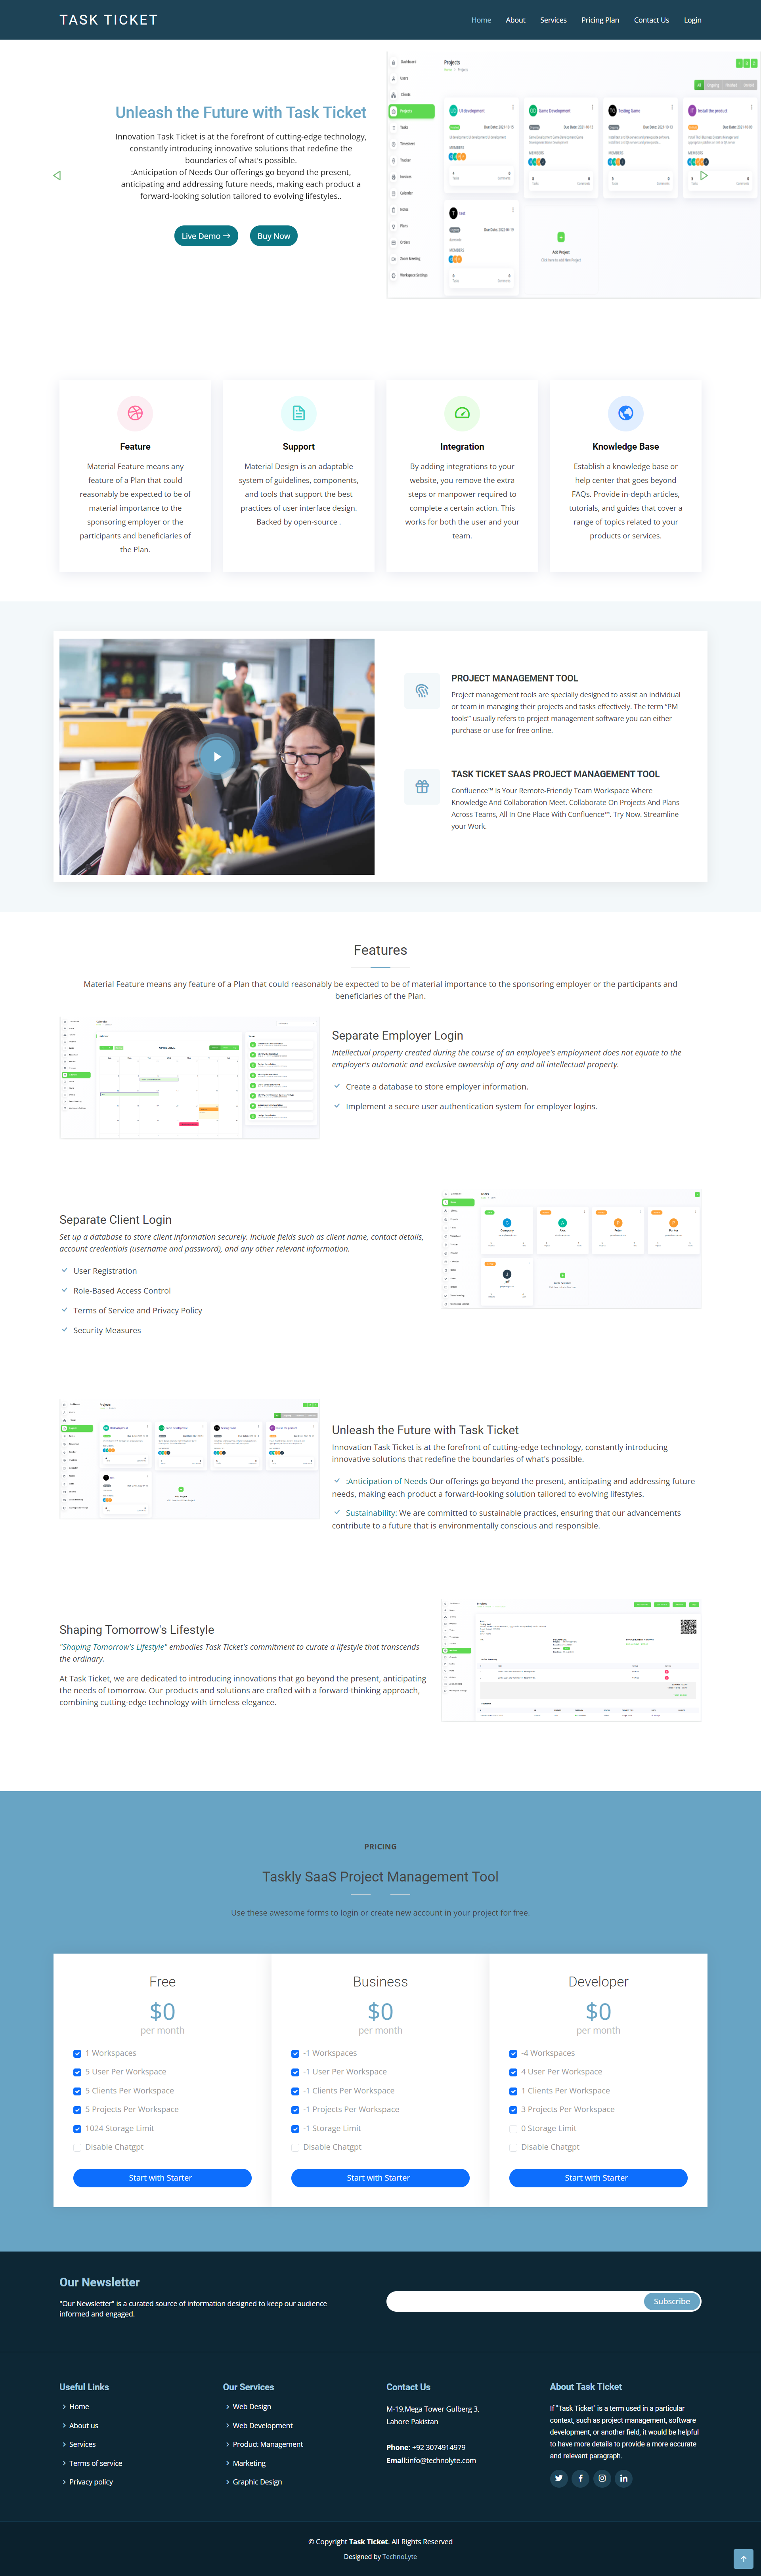 TASK TICKET
Home About Services Pricing Plan Contact Us Login
Unleash the Future with Task Ticket
Innovation Task Ticket is at the forefront of cutting-edge technology,
constantly introducing innovative solutions that redefine the
boundaries of what's possible.
:Anticipation of Needs Our offerings go beyond the present,
anticipating and addressing future needs, making each product a
forward-looking solution tailored to evolving lifestyles..
Live Demo → Buy Now
Projects
Dashboard
Users
Clients
Projects
Tasks
Timesheet
Tracker
Invoices
Calendar
Notes
Plans
Orders
Zoom Meeting
Workspace Settings
UI development
Game Development
Testing Game
Install the product.
test
Add Project
Feature
Material Feature means any
feature of a Plan that could
reasonably be expected to be of
material importance to the
sponsoring employer or the
participants and beneficiaries of
the Plan.
Support
Material Design is an adaptable
system of guidelines, components,
and tools that support the best
practices of user interface design.
Backed by open-source .
Integration
By adding integrations to your
website, you remove the extra
steps or manpower required to
complete a certain action. This
works for both the user and your
team.
Knowledge Base
Establish a knowledge base or
help center that goes beyond
FAQs. Provide in-depth articles,
tutorials, and guides that cover a
range of topics related to your
products or services.
PROJECT MANAGEMENT TOOL
Project management tools are specially designed to assist an individual
or team in managing their projects and tasks effectively. The term “PM
tools” usually refers to project management software you can either
purchase or use for free online.
TASK TICKET SAAS PROJECT MANAGEMENT TOOL
Confluence™ Is Your Remote-Friendly Team Workspace Where
Knowledge And Collaboration Meet. Collaborate On Projects And Plans
Across Teams, All In One Place With Confluence™. Try Now. Streamline
your Work.
Features
Material Feature means any feature of a Plan that could reasonably be expected to be of material importance to the sponsoring employer or the participants and
beneficiaries of the Plan.
APRIL 2022
Separate Employer Login
Intellectual property created during the course of an employee's employment does not equate to the
employer's automatic and exclusive ownership of any and all intellectual property.
Create a database to store employer information.
Implement a secure user authentication system for employer logins.
Separate Client Login
Set up a database to store client information securely. Include fields such as client name, contact details,
account credentials (username and password), and any other relevant information.
User Registration
Role-Based Access Control
Terms of Service and Privacy Policy
Security Measures
Unleash the Future with Task Ticket
Innovation Task Ticket is at the forefront of cutting-edge technology, constantly introducing
innovative solutions that redefine the boundaries of what's possible.
:Anticipation of Needs Our offerings go beyond the present, anticipating and addressing future
needs, making each product a forward-looking solution tailored to evolving lifestyles.
Sustainability: We are committed to sustainable practices, ensuring that our advancements
contribute to a future that is environmentally conscious and responsible.
Shaping Tomorrow's Lifestyle
"Shaping Tomorrow's Lifestyle" embodies Task Ticket's commitment to curate a lifestyle that transcends
the ordinary.
At Task Ticket, we are dedicated to introducing innovations that go beyond the present, anticipating
the needs of tomorrow. Our products and solutions are crafted with a forward-thinking approach,
combining cutting-edge technology with timeless elegance.
PRICING
Taskly SaaS Project Management Tool
Use these awesome forms to login or create new account in your project for free.
Free
$0
per month
1 Workspaces
5 User Per Workspace
5 Clients Per Workspace
5 Projects Per Workspace
1024 Storage Limit
Disable Chatgpt
Start with Starter
Business
$0
per month
-1 Workspaces
-1 User Per Workspace
-1 Clients Per Workspace
-1 Projects Per Workspace
-1 Storage Limit
Disable Chatgpt
Start with Starter
Developer
$0
per month
-4 Workspaces
4 User Per Workspace
1 Clients Per Workspace
3 Projects Per Workspace
0 Storage Limit
Disable Chatgpt
Start with Starter
Our Newsletter
"Our Newsletter" is a curated source of information designed to keep our audience
informed and engaged.
Subscribe
Useful Links
Home
About us
Services
Terms of service
Privacy policy
Our Services
Web Design
Web Development
Product Management
Marketing
Graphic Design
Contact Us
M-19,Mega Tower Gulberg 3,
Lahore Pakistan
Phone: +92 3074914979
Email:info@technolyte.com
About Task Ticket
If "Task Ticket" is a term used in a particular
context, such as project management, software
development, or another field, it would be helpful
to have more details to provide a more accurate
and relevant paragraph.
© Copyright Task Ticket. All Rights Reserved
Designed by TechnoLyte